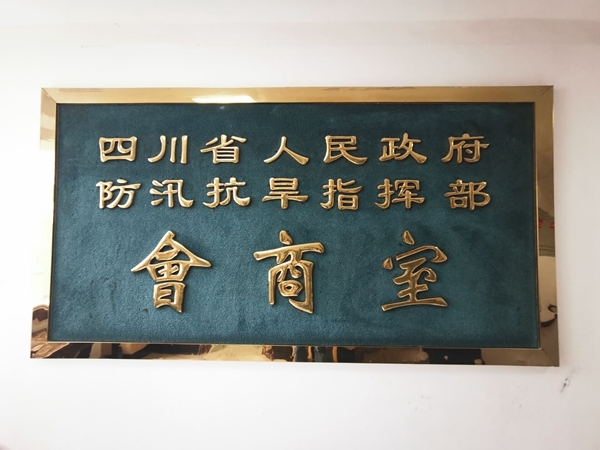 四川省人民政府
防汛抗旱指挥部
會商室